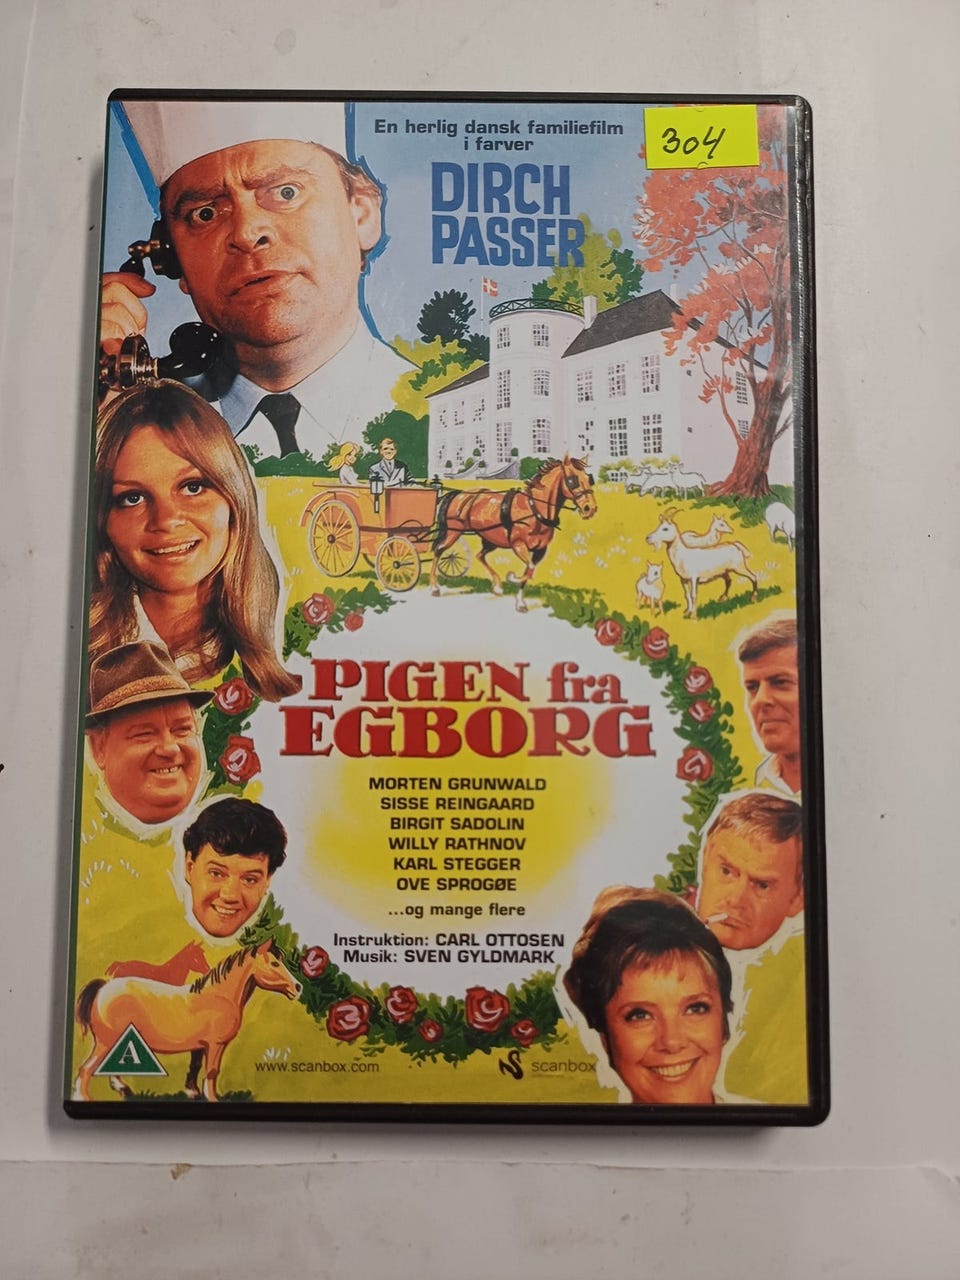 En herlig dansk familiefilm
i farver
304
DIRCH
PASSER
PIGEN fra
EGBORG
MORTEN GRUNWALD
SISSE REINGAARD
BIRGIT SADOLIN
WILLY RATHNOV
KARL STEGGER
OVE SPROGØE
...og mange flere
Instruktion: CARL OTTOSEN
Musik: SVEN GYLDMARK
A
www.scanbox.com
scanbox